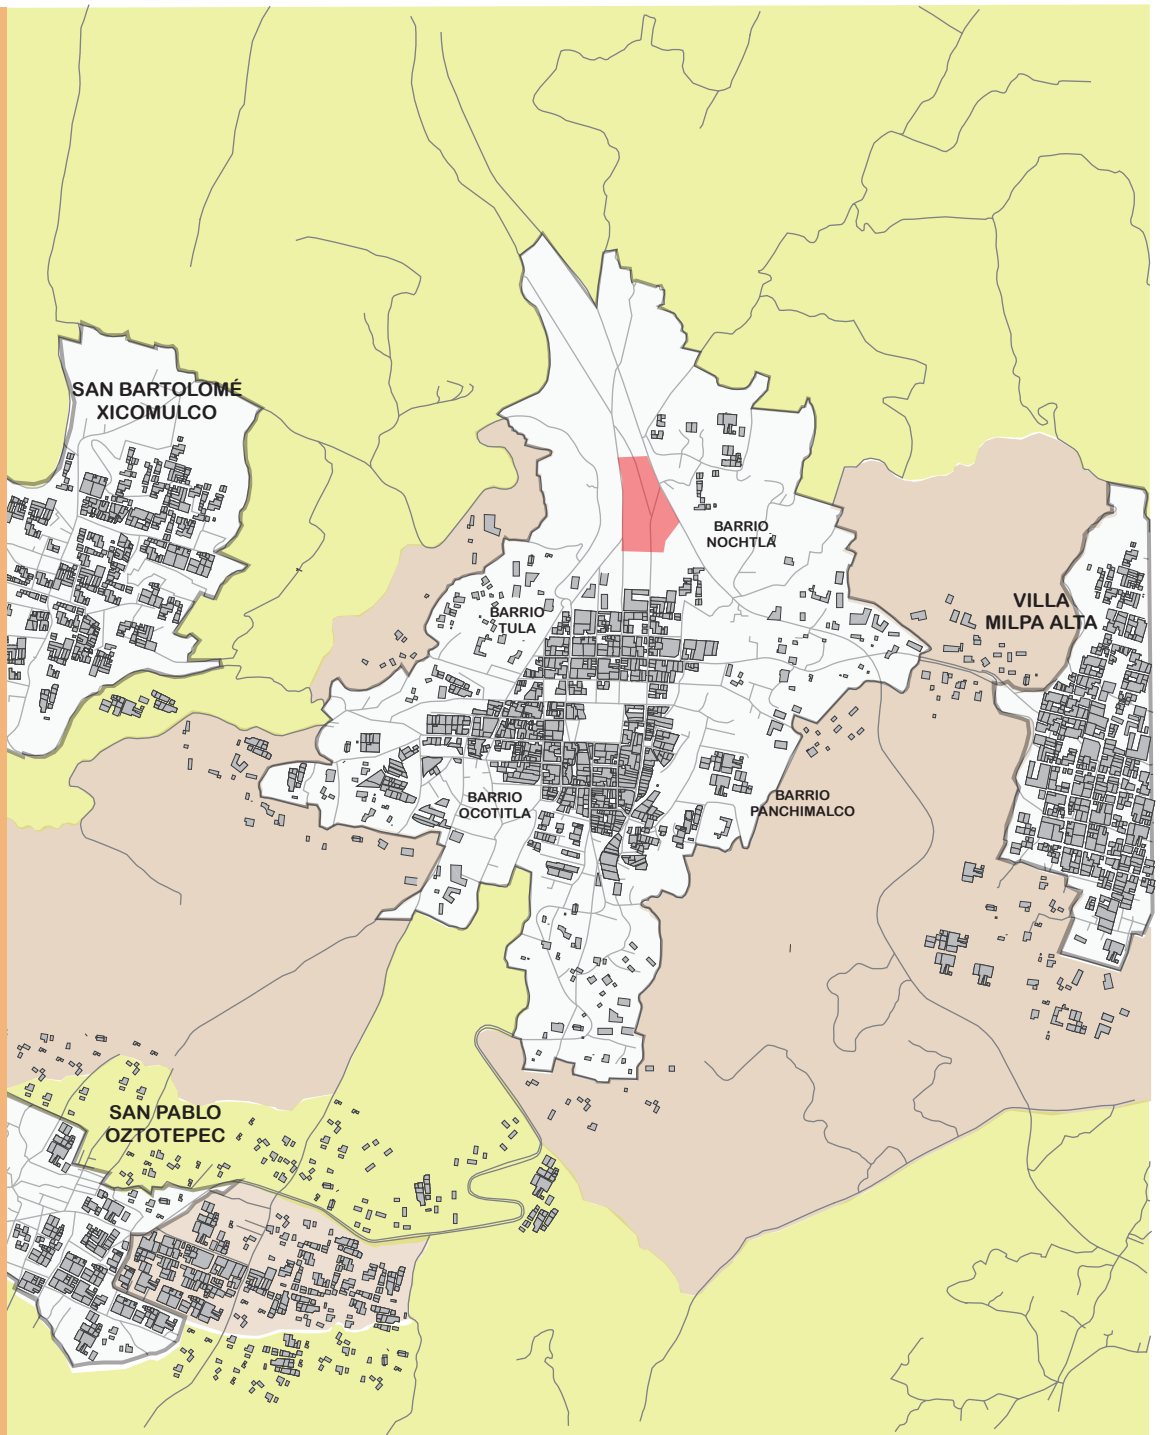 SAN BARTOLOMÉ
XICOMULCO
BARRIO
NOCHTLA
BARRIO
TULA
VILLA
MILPA ALTA
BARRIO
OCOTITLA
BARRIO
PANCHIMALCO
SAN PABLO
OZTOTEPEC